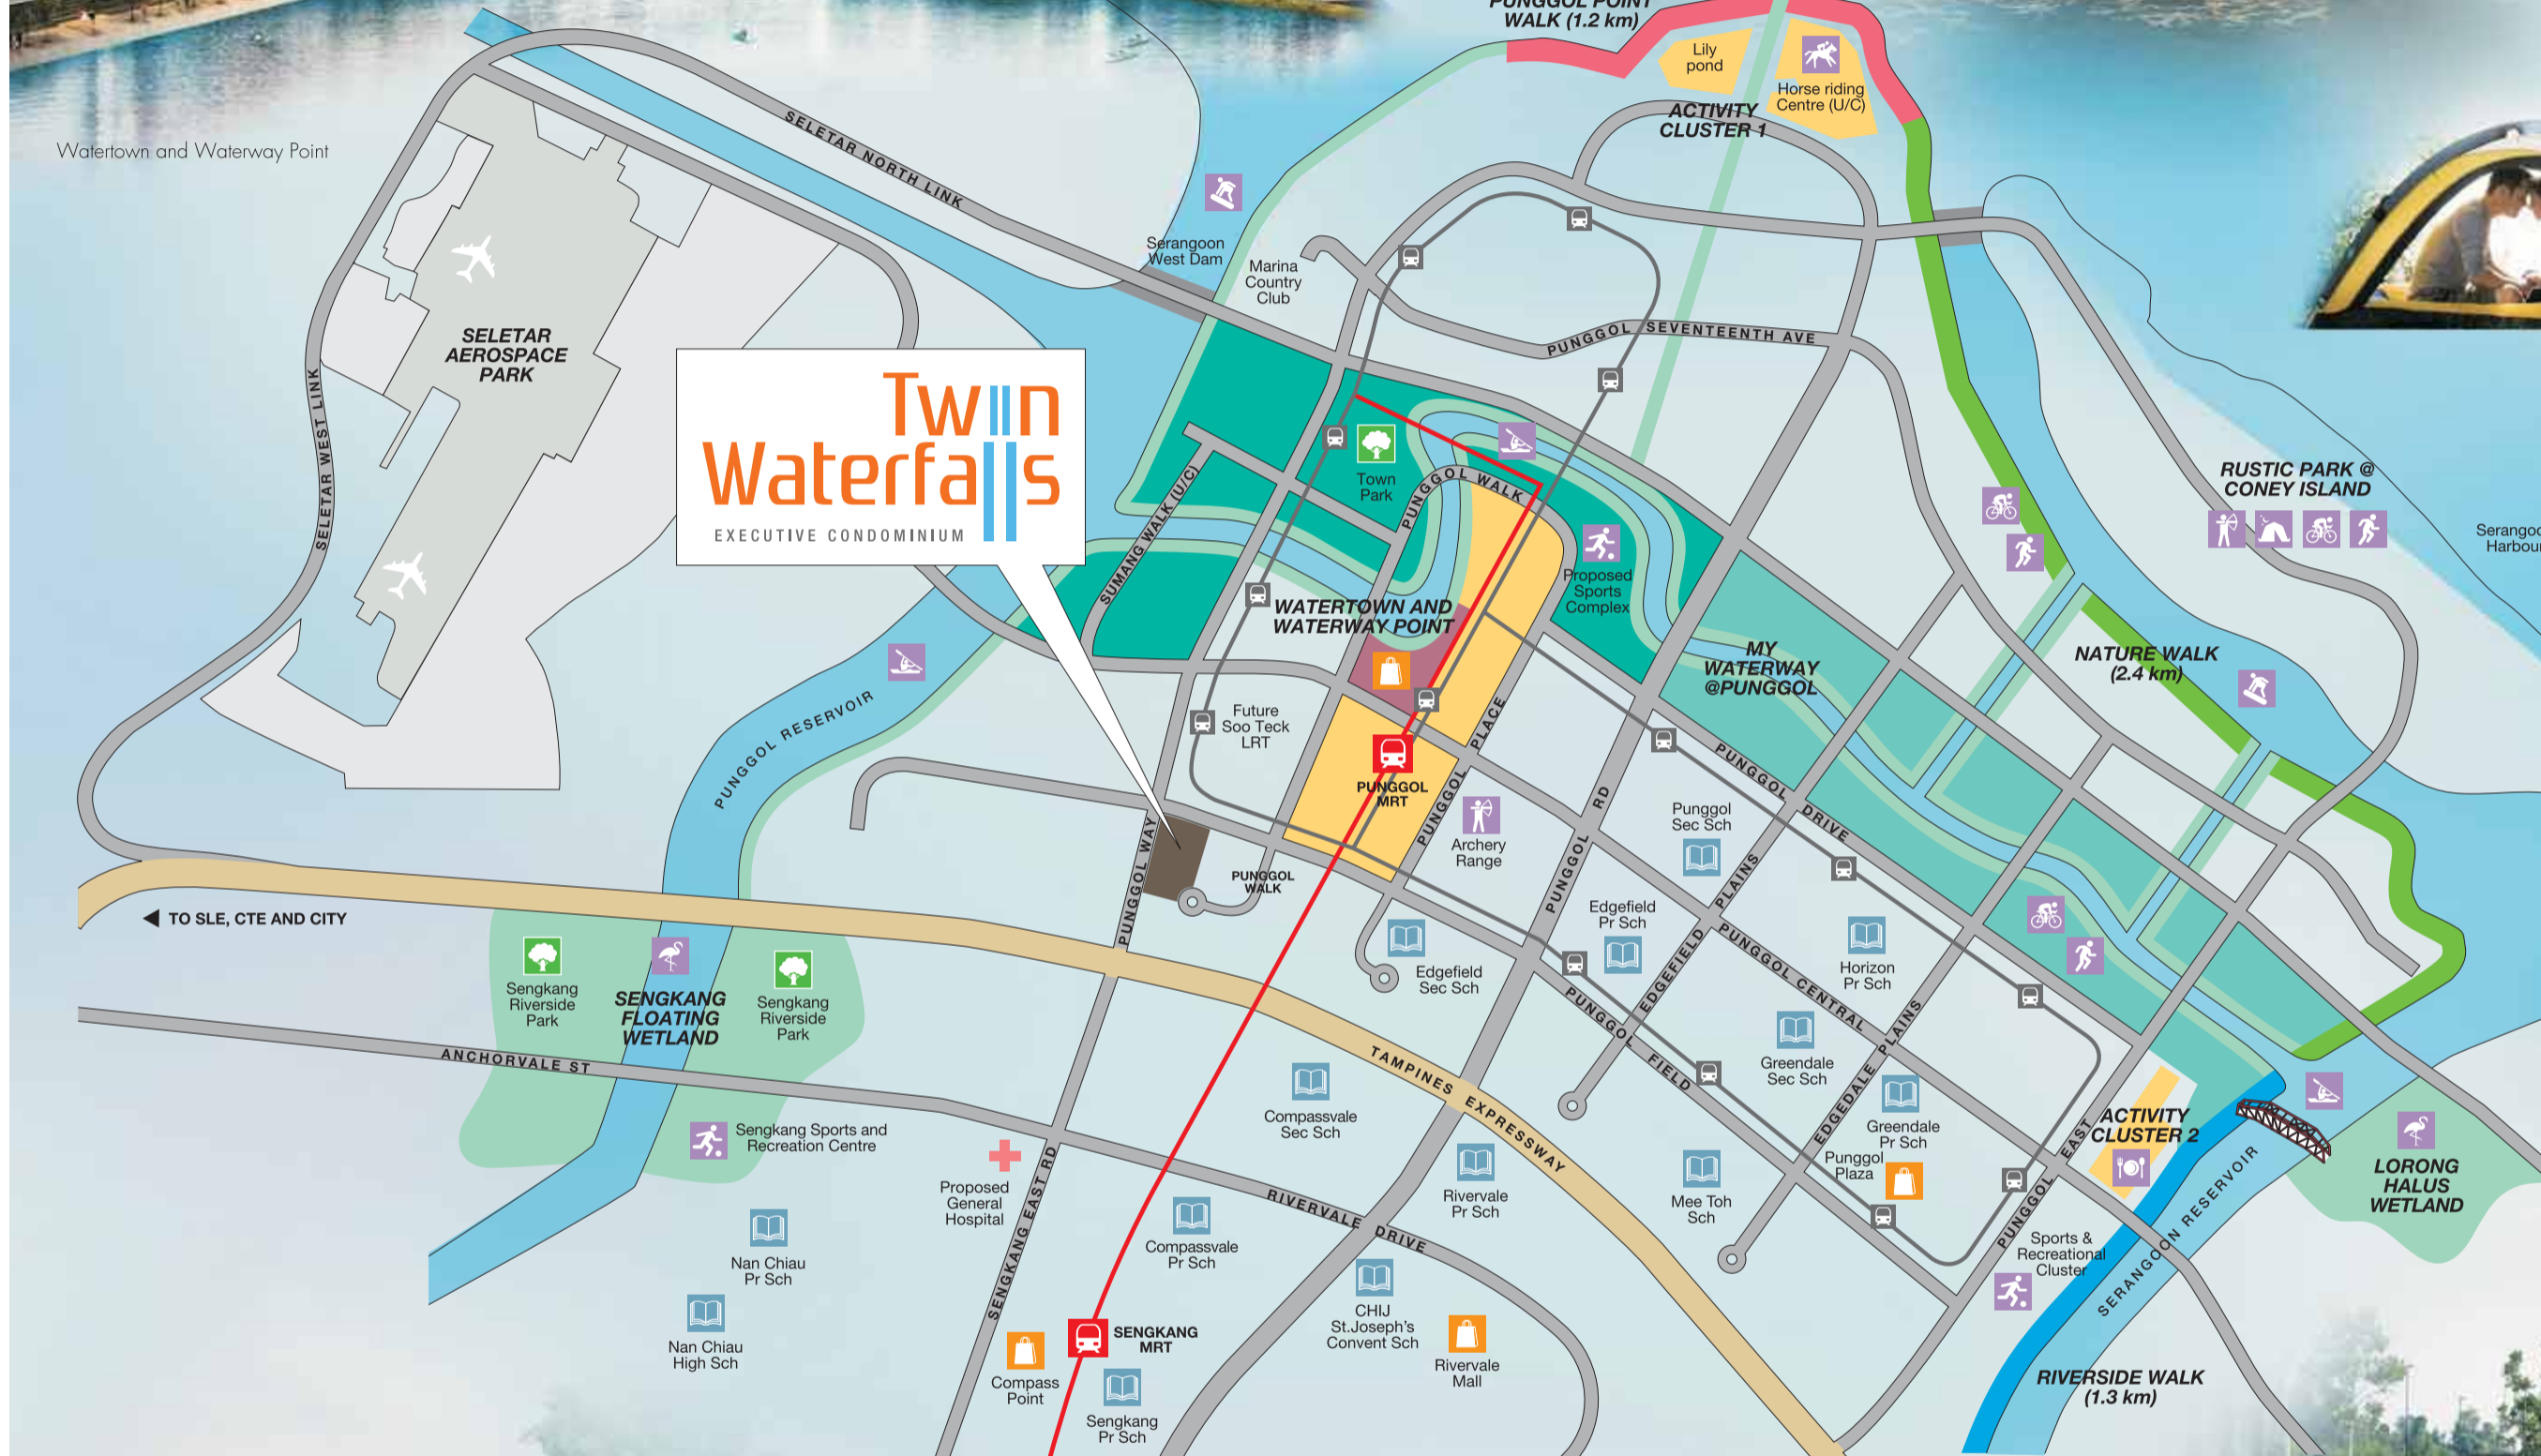 PUNGGOL POINT
WALK (1.2 km)
Lily
pond
Horse riding
Centre (U/C)
ACTIVITY
CLUSTER 1
Watertown and Waterway Point
SELETAR NORTH LINK
Serangoon
West Dam
Marina
Country
Club
SELETAR
AEROSPACE
PARK
SELETAR WEST LINK
PUNGGOL SEVENTEENTH AVE
Twiin
Waterfalls
EXECUTIVE CONDOMINIUM
Town
Park
PUNGGOL WALK
SUMANG WALK (U/C)
Proposed
Sports
Complex
RUSTIC PARK @
CONEY ISLAND
Harbour
WATERTOWN AND
WATERWAY POINT
MY
WATERWAY
@PUNGGOL
NATURE WALK
(2.4 km)
PUNGGOL RESERVOIR
Future
Soo Teck
LRT
PUNGGOL PLACE
PUNGGOL
MRT
PUNGGOL DRIVE
PUNGGOL RD
Archery
Range
Punggol
Sec Sch
PUNGGOL WAY
PUNGGOL
WALK
TO SLE, CTE AND CITY
Edgefield
Pr Sch
EDGEFIELD PLAINS
PUNGGOL CENTRAL
Horizon
Pr Sch
Edgefield
Sec Sch
Sengkang
Riverside
Park
SENGKANG
FLOATING
WETLAND
Sengkang
Riverside
Park
PUNGGOL FIELD
Greendale
Sec Sch
EDGEDALE PLAINS
ANCHORVALE ST
TAMPINES EXPRESSWAY
Compassvale
Sec Sch
Greendale
Pr Sch
Punggol
Plaza
ACTIVITY
CLUSTER 2
PUNGGOL EAST
LORONG
HALUS
WETLAND
Sengkang Sports and
Recreation Centre
Proposed
General
Hospital
SENGKANG EAST RD
RIVERVALE DRIVE
Rivervale
Pr Sch
Mee Toh
Sch
Compassvale
Pr Sch
Sports &
Recreational
Cluster
SERANGOON RESERVOIR
Nan Chiau
Pr Sch
Nan Chiau
High Sch
CHIJ
St.Joseph's
Convent Sch
SENGKANG
MRT
Rivervale
Mall
Compass
Point
Sengkang
Pr Sch
RIVERSIDE WALK
(1.3 km)